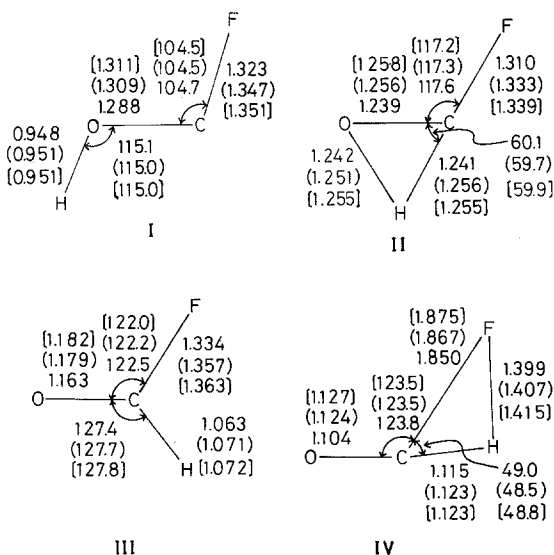 F
[1.311] [104.5]
(1.309) (104.5) 1.323
1.288 104.7 (1.347)
[1.351]
O C
0.948
(0.951) 115.1
[0.951] (115.0)
[115.0]
H
I
F
[1.258] [117.2] 1.310
(1.256) (117.3) (1.333)
1.239 117.6 [1.339]
O C
60.1
1.242 1.241 (59.7)
(1.251) (1.256) [59.9]
[1.255] [1.255]
H
II
F
[1.182] [122.0]
(1.179) (122.2) 1.334
1.163 122.5 (1.357)
[1.363]
O C
127.4 1.063
(127.7) (1.071)
[127.8] H [1.072]
III
[1.875] F
(1.867)
1.850 1.399
[1.127] [123.5] (1.407)
(1.124) (123.5) [1.415]
1.104 123.8
O C H
1.115 49.0
(1.123) (48.5)
[1.123] [48.8]
IV